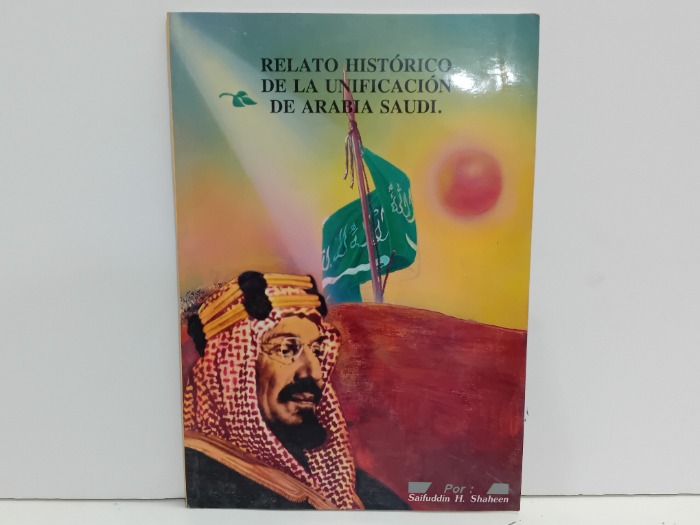 RELATO HISTÓRICO
DE LA UNIFICACIÓN
DE ARABIA SAUDI.
Por :
Saifuddin H. Shaheen